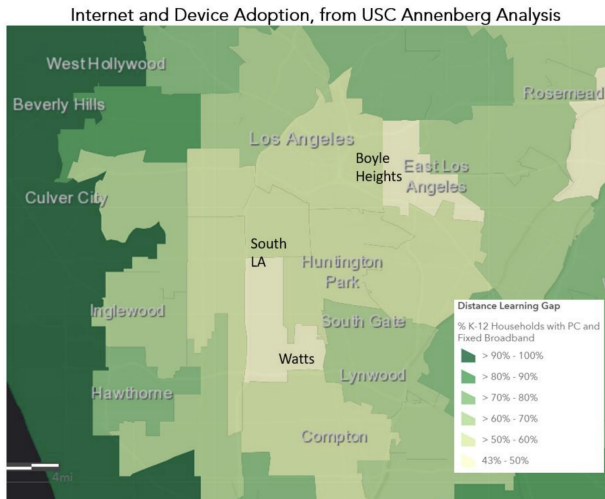 Internet and Device Adoption, from USC Annenberg Analysis
West Hollywood
Beverly Hills
Rosemead
Los Angeles
Boyle
Heights
East Los
Angeles
Culver City
South
LA
Huntington
Park
Inglewood
South Gate
Watts
Lynwood
Hawthorne
Compton
4mi
Distance Learning Gap
% K-12 Households with PC and
Fixed Broadband
> 90% - 100%
> 80% - 90%
> 70% - 80%
> 60% - 70%
> 50% - 60%
43% - 50%